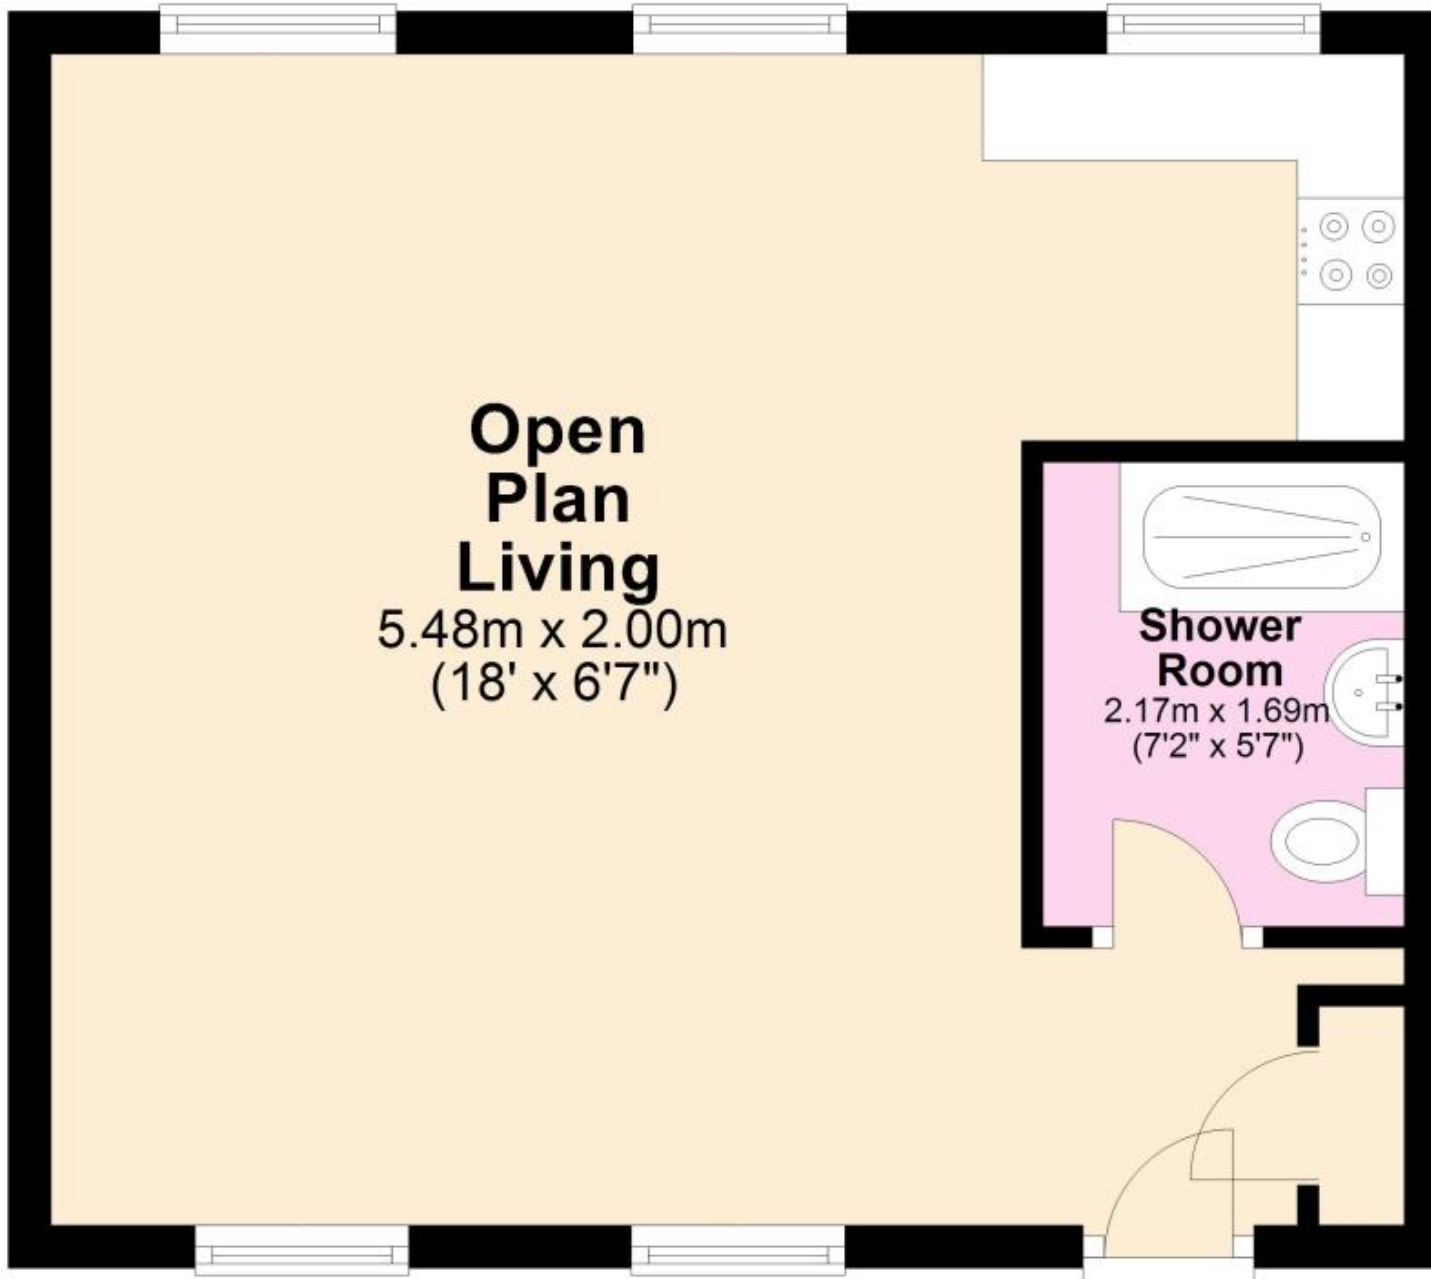 Open
Plan
Living
5.48m x 2.00m
(18' x 6'7")
Shower
Room
2.17m x 1.69m
(7'2" x 5'7")